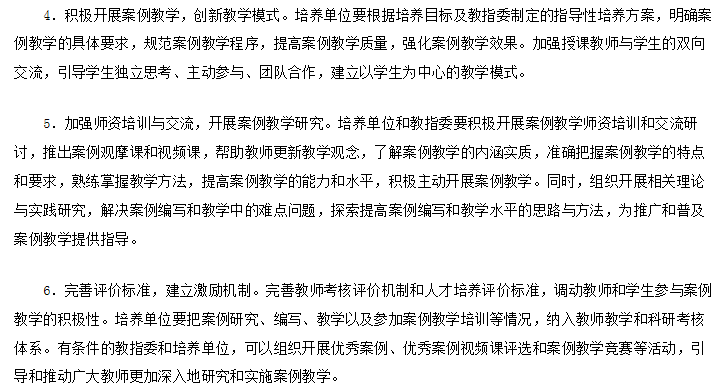 4．积极开展案例教学，创新教学模式。培养单位要根据培养目标及教指委制定的指导性培养方案，明确案
例教学的具体要求，规范案例教学程序，提高案例教学质量，强化案例教学效果。加强授课教师与学生的双向
交流，引导学生独立思考、主动参与、团队合作，建立以学生为中心的教学模式。
5．加强师资培训与交流，开展案例教学研究。培养单位和教指委要积极开展案例教学师资培训和交流研
讨，推出案例观摩课和视频课，帮助教师更新教学观念，了解案例教学的内涵实质，准确把握案例教学的特点
和要求，熟练掌握教学方法，提高案例教学的能力和水平，积极主动开展案例教学。同时，组织开展相关理论
与实践研究，解决案例编写和教学中的难点问题，探索提高案例编写和教学水平的思路与方法，为推广和普及
案例教学提供指导。
6．完善评价标准，建立激励机制。完善教师考核评价机制和人才培养评价标准，调动教师和学生参与案例
教学的积极性。培养单位要把案例研究、编写、教学以及参加案例教学培训等情况，纳入教师教学和科研考核
体系。有条件的教指委和培养单位，可以组织开展优秀案例、优秀案例视频课评选和案例教学竞赛等活动，引
导和推动广大教师更加深入地研究和实施案例教学。